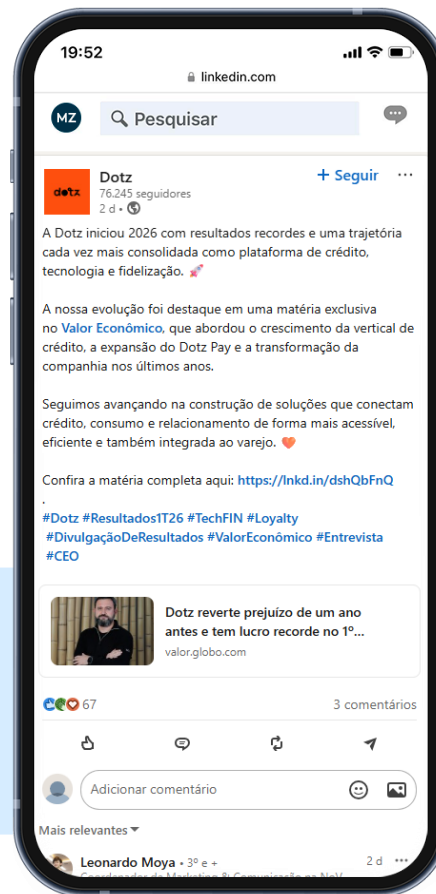 19:52
linkedin.com
MZ
Pesquisar
dotz
Dotz
+ Seguir
76.245 seguidores
2 d •
A Dotz iniciou 2026 com resultados recordes e uma trajetória
cada vez mais consolidada como plataforma de crédito,
tecnologia e fidelização. 🚀
A nossa evolução foi destaque em uma matéria exclusiva
no Valor Econômico, que abordou o crescimento da vertical de
crédito, a expansão do Dotz Pay e a transformação da
companhia nos últimos anos.
Seguimos avançando na construção de soluções que conectam
crédito, consumo e relacionamento de forma mais acessível,
eficiente e também integrada ao varejo. 🧡
Confira a matéria completa aqui: https://lnkd.in/dshQbFnQ
.
#Dotz #Resultados1T26 #TechFIN #Loyalty
#DivulgaçãoDeResultados #ValorEconômico #Entrevista
#CEO
Dotz reverte prejuízo de um ano
antes e tem lucro recorde no 1º...
valor.globo.com
67
3 comentários
Adicionar comentário
Mais relevantes
Leonardo Moya • 3º e +
2 d
Coordenador de Marketing & Comunicação na